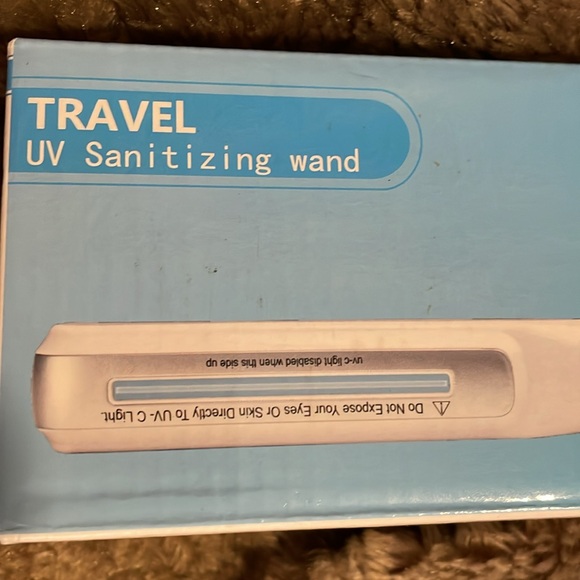 TRAVEL
UV Sanitizing wand
uv-c light disabled when this side up
Do Not Expose Your Eyes Or Skin Directly To UV- C Light.